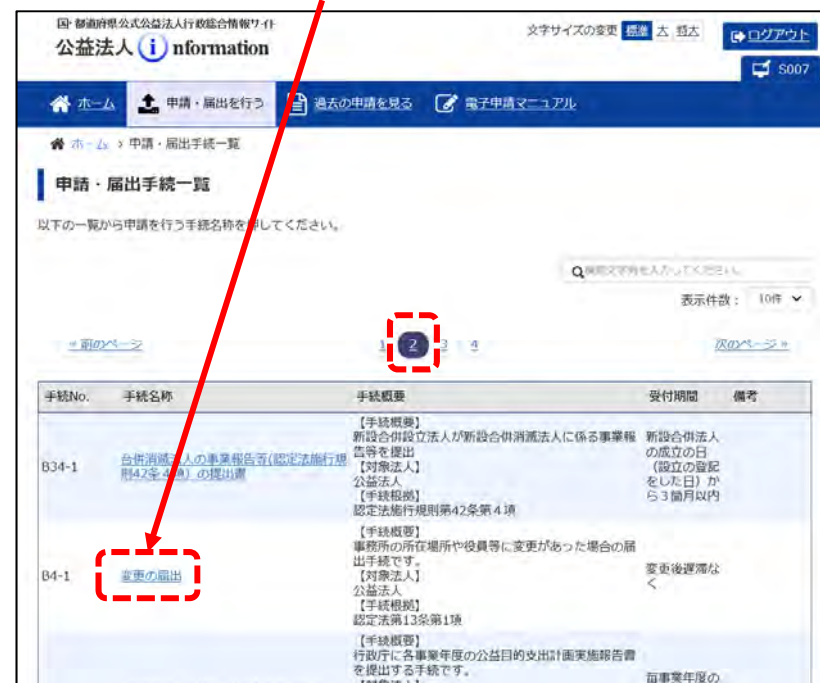 国・都道府県公式公益法人行政総合情報サイト
公益法人 i nformation
文字サイズの変更 標準 大 特大
ログアウト
S007
ホーム 申請・届出を行う 過去の申請を見る 電子申請マニュアル
ホーム › 申請・届出手続一覧
申請・届出手続一覧
以下の一覧から申請を行う手続名称を押してください。
表示件数： 10件
« 前のページ 1 2 3 4 次のページ »
手続No. 手続名称 手続概要 受付期間 備考
B34-1
合併消滅法人の事業報告等(認定法施行規
則42条4項）の提出書
【手続概要】
新設合併設立法人が新設合併消滅法人に係る事業報
告等を提出
【対象法人】
公益法人
【手続根拠】
認定法施行規則第42条第４項
新設合併法人
の成立の日
（設立の登記
をした日）か
ら３箇月以内
B4-1
変更の届出
【手続概要】
事務所の所在場所や役員等に変更があった場合の届
出手続です。
【対象法人】
公益法人
【手続根拠】
認定法第13条第1項
変更後遅滞な
く
【手続概要】
行政庁に各事業年度の公益目的支出計画実施報告書
を提出する手続です。
毎事業年度の